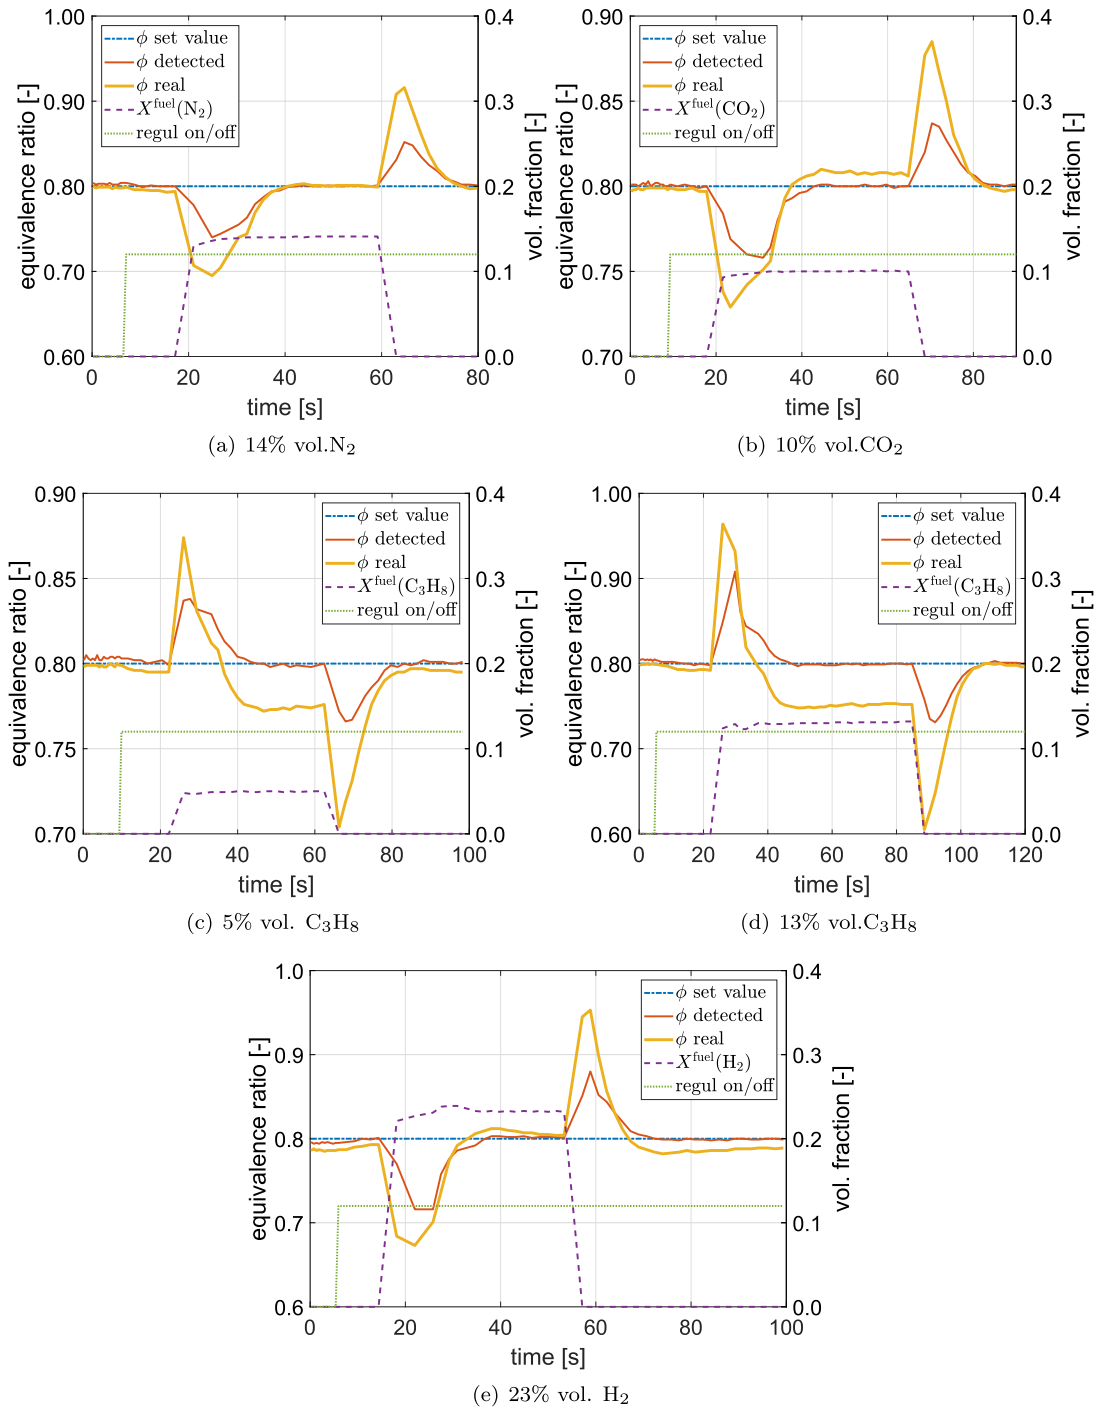 1.00
0.90
0.80
0.70
0.60
0.4
0.3
0.2
0.1
0.0
0 20 40 60 80
equivalence ratio [-]
vol. fraction [-]
time [s]
ϕ set value
ϕ detected
ϕ real
X^fuel(N₂)
regul on/off
(a) 14% vol.N₂
0.90
0.85
0.80
0.75
0.70
0.4
0.3
0.2
0.1
0.0
0 20 40 60 80
equivalence ratio [-]
vol. fraction [-]
time [s]
ϕ set value
ϕ detected
ϕ real
X^fuel(CO₂)
regul on/off
(b) 10% vol.CO₂
0.90
0.85
0.80
0.75
0.70
0.4
0.3
0.2
0.1
0.0
0 20 40 60 80 100
equivalence ratio [-]
vol. fraction [-]
time [s]
ϕ set value
ϕ detected
ϕ real
X^fuel(C₃H₈)
regul on/off
(c) 5% vol. C₃H₈
1.00
0.90
0.80
0.70
0.60
0.4
0.3
0.2
0.1
0.0
0 20 40 60 80 100 120
equivalence ratio [-]
vol. fraction [-]
time [s]
ϕ set value
ϕ detected
ϕ real
X^fuel(C₃H₈)
regul on/off
(d) 13% vol.C₃H₈
1.0
0.9
0.8
0.7
0.6
0.4
0.3
0.2
0.1
0.0
0 20 40 60 80 100
equivalence ratio [-]
vol. fraction [-]
time [s]
ϕ set value
ϕ detected
ϕ real
X^fuel(H₂)
regul on/off
(e) 23% vol. H₂